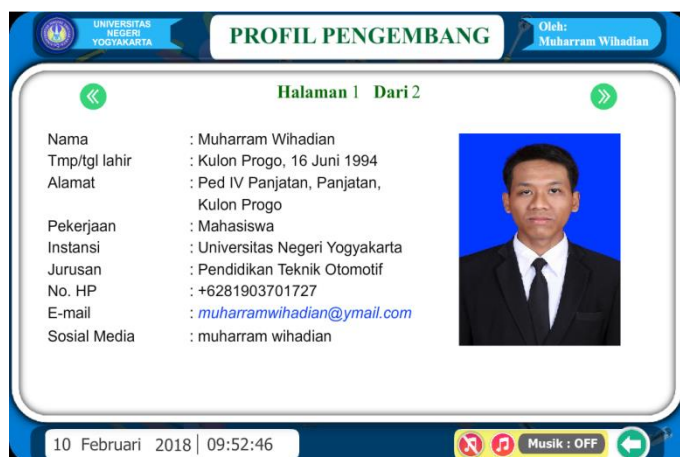 UNIVERSITAS
NEGERI
YOGYAKARTA
PROFIL PENGEMBANG
Oleh:
Muharram Wihadian
Halaman 1 Dari 2
Nama : Muharram Wihadian
Tmp/tgl lahir : Kulon Progo, 16 Juni 1994
Alamat : Ped IV Panjatan, Panjatan,
Kulon Progo
Pekerjaan : Mahasiswa
Instansi : Universitas Negeri Yogyakarta
Jurusan : Pendidikan Teknik Otomotif
No. HP : +6281903701727
E-mail : muharramwihadian@ymail.com
Sosial Media : muharram wihadian
10 Februari 2018 | 09:52:46
Musik : OFF